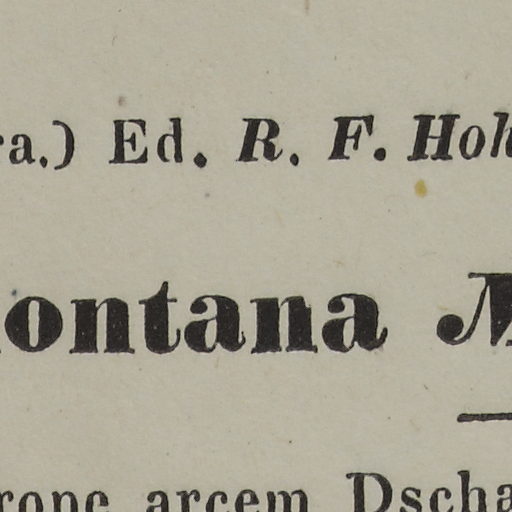 ra.) Ed. R. F. Hoh
ontana M
rope arcem Dscha